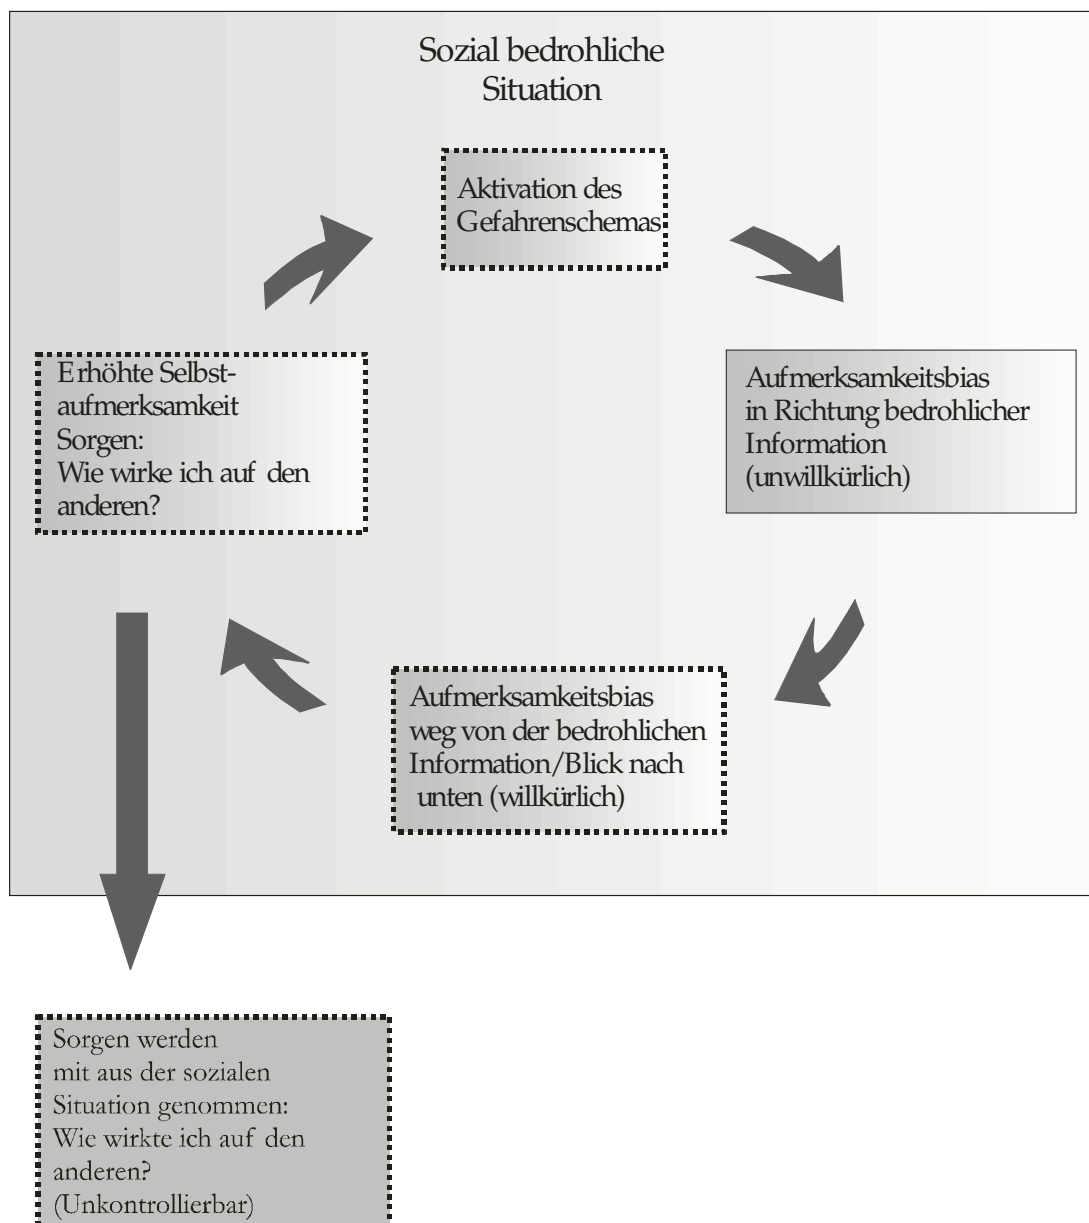 Sozial bedrohliche
Situation
Aktivation des
Gefahrenschemas
Aufmerksamkeitsbias
in Richtung bedrohlicher
Information
(unwillkürlich)
Aufmerksamkeitsbias
weg von der bedrohlichen
Information/Blick nach
unten (willkürlich)
Erhöhte Selbst-
aufmerksamkeit
Sorgen:
Wie wirke ich auf den
anderen?
Sorgen werden
mit aus der sozialen
Situation genommen:
Wie wirkte ich auf den
anderen?
(Unkontrollierbar)